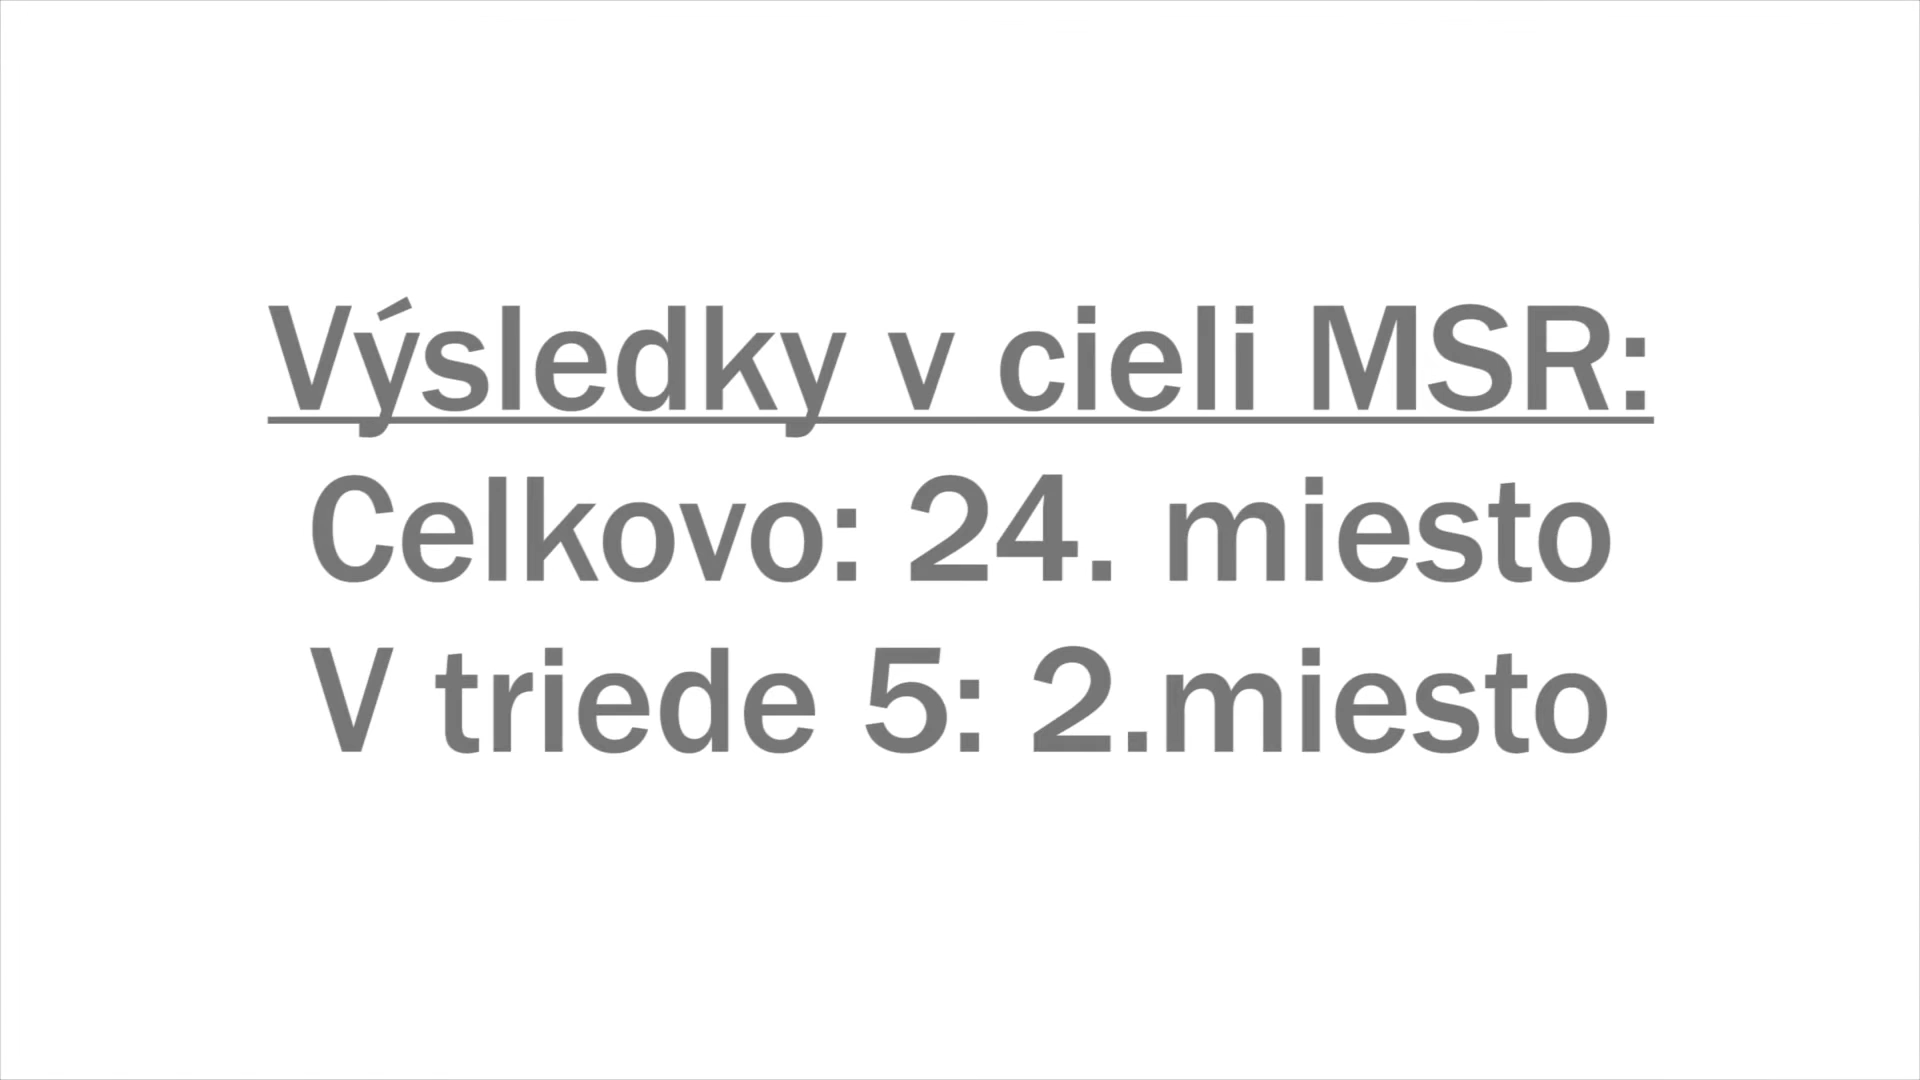 Výsledky v cieli MSR:
Celkovo: 24. miesto
V triede 5: 2.miesto